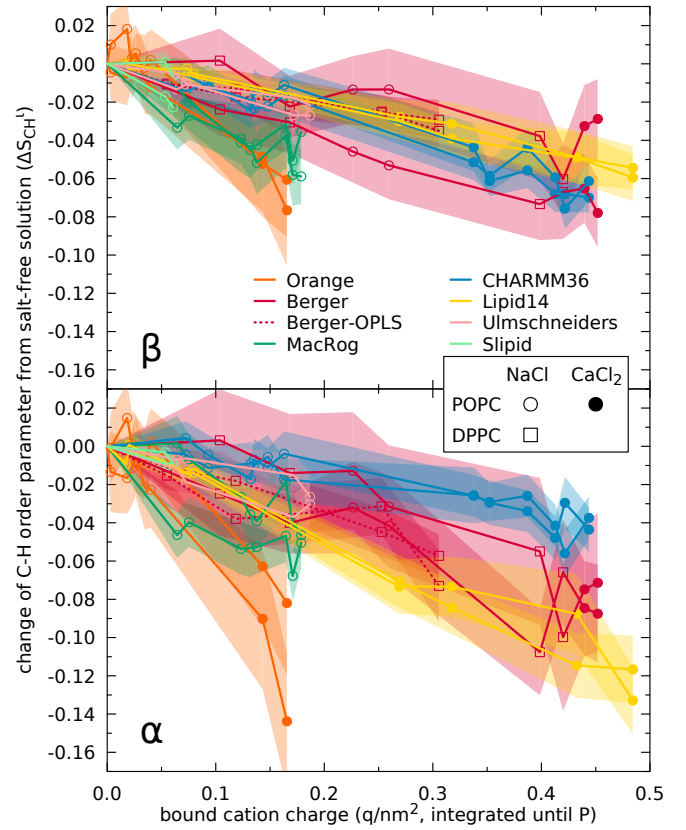 change of C-H order parameter from salt-free solution (ΔS_CH^i)
0.02
0.00
-0.02
-0.04
-0.06
-0.08
-0.10
-0.12
-0.14
-0.16
β
Orange
Berger
Berger-OPLS
MacRog
CHARMM36
Lipid14
Ulmschneiders
Slipid
NaCl CaCl₂
POPC
DPPC
0.02
0.00
-0.02
-0.04
-0.06
-0.08
-0.10
-0.12
-0.14
-0.16
α
0.0 0.1 0.2 0.3 0.4 0.5
bound cation charge (q/nm², integrated until P)